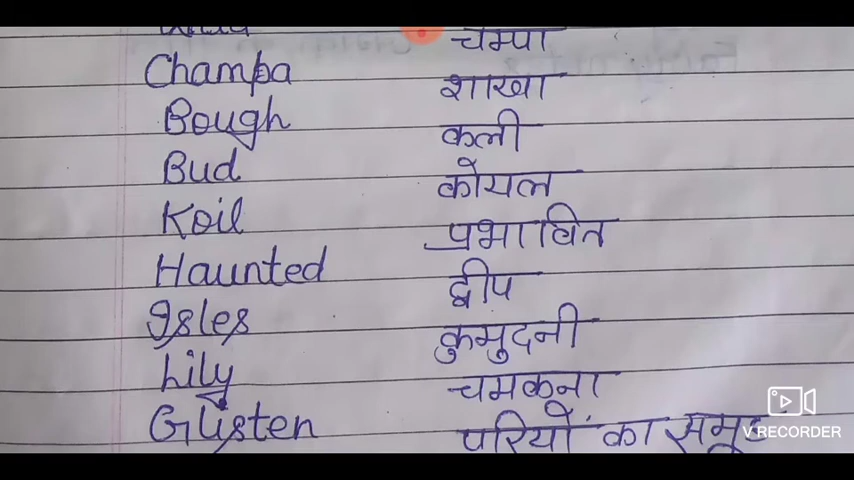 चम्पा
Champa शाखा
Bough कली
Bud कोयल
Koil प्रभावित
Haunted द्वीप
Isles कुमुदनी
Lily चमकना
Glisten परियों का समूह
V RECORDER